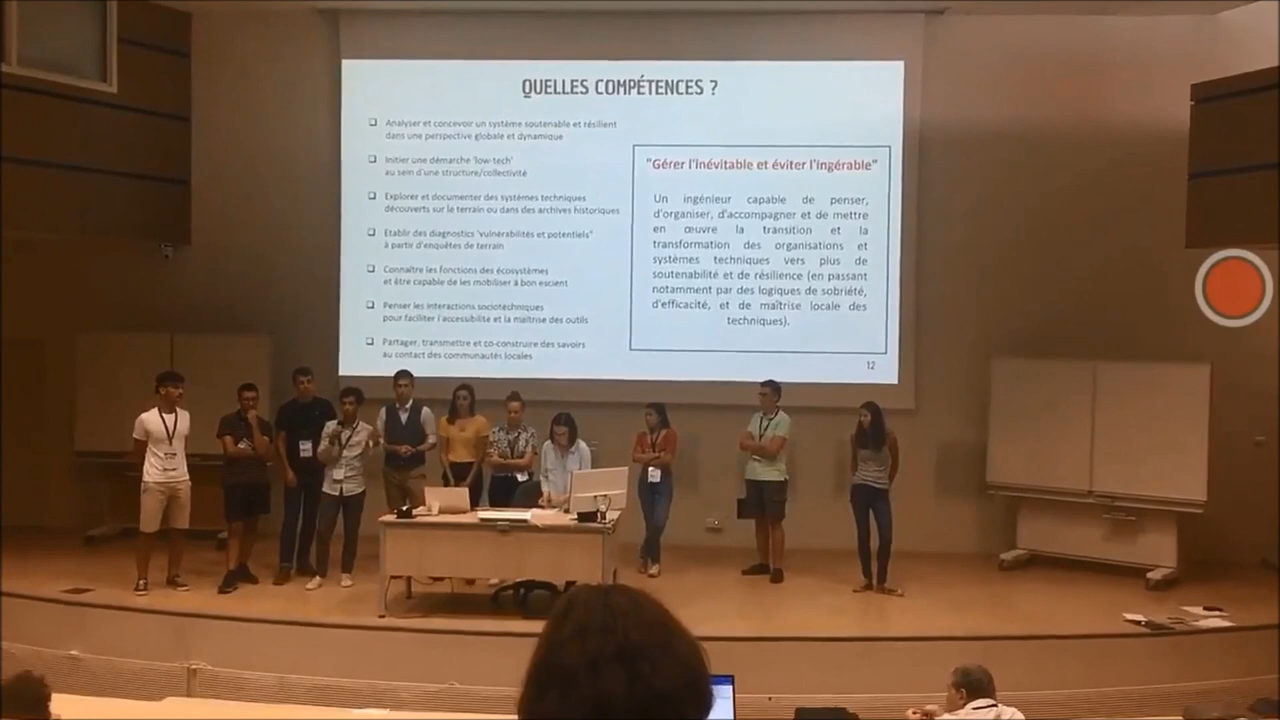 QUELLES COMPÉTENCES ?
Analyser et concevoir un système soutenable et résilient
dans une perspective globale et dynamique
Initier une démarche 'low-tech'
au sein d'une structure/collectivité
Explorer et documenter des systèmes techniques
découverts sur le terrain ou dans des archives historiques
Etablir des diagnostics "vulnérabilités et potentiels"
à partir d'enquêtes de terrain
Connaître les fonctions des écosystèmes
et être capable de les mobiliser à bon escient
Penser les interactions sociotechniques
pour faciliter l'accessibilité et la maîtrise des outils
Partager, transmettre et co-construire des savoirs
au contact des communautés locales
"Gérer l'inévitable et éviter l'ingérable"
Un ingénieur capable de penser,
d'organiser, d'accompagner et de mettre
en œuvre la transition et la
transformation des organisations et
systèmes techniques vers plus de
soutenabilité et de résilience (en passant
notamment par des logiques de sobriété,
d'efficacité, et de maîtrise locale des
techniques).
12